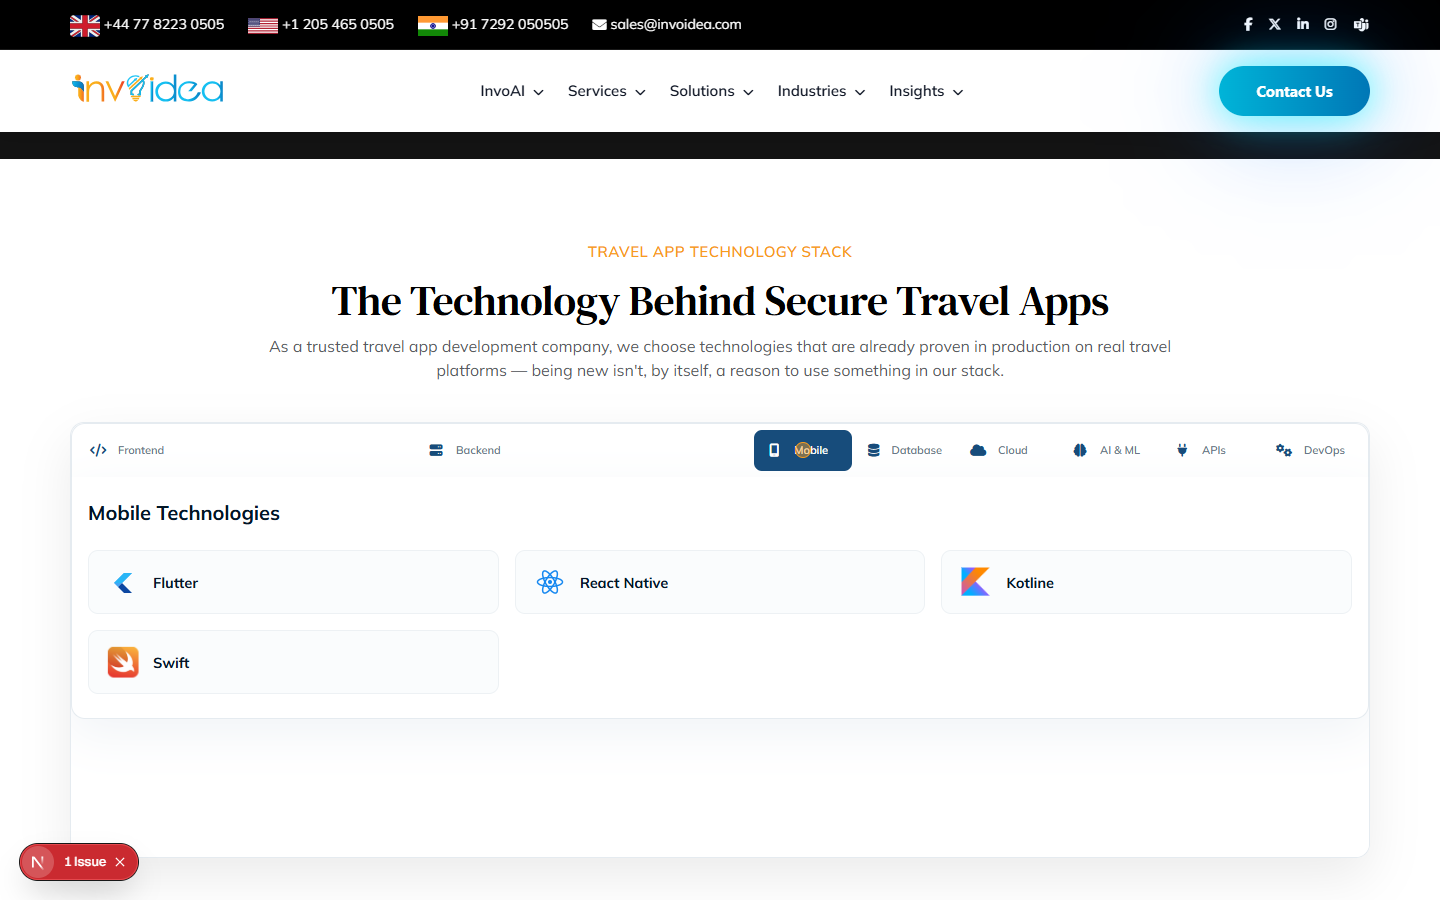 +44 77 8223 0505 +1 205 465 0505 +91 7292 050505 sales@invoidea.com
invoidea InvoAI Services Solutions Industries Insights Contact Us
TRAVEL APP TECHNOLOGY STACK
The Technology Behind Secure Travel Apps
As a trusted travel app development company, we choose technologies that are already proven in production on real travel
platforms — being new isn't, by itself, a reason to use something in our stack.
Frontend Backend Mobile Database Cloud AI & ML APIs DevOps
Mobile Technologies
Flutter React Native Kotline
Swift
N 1 Issue